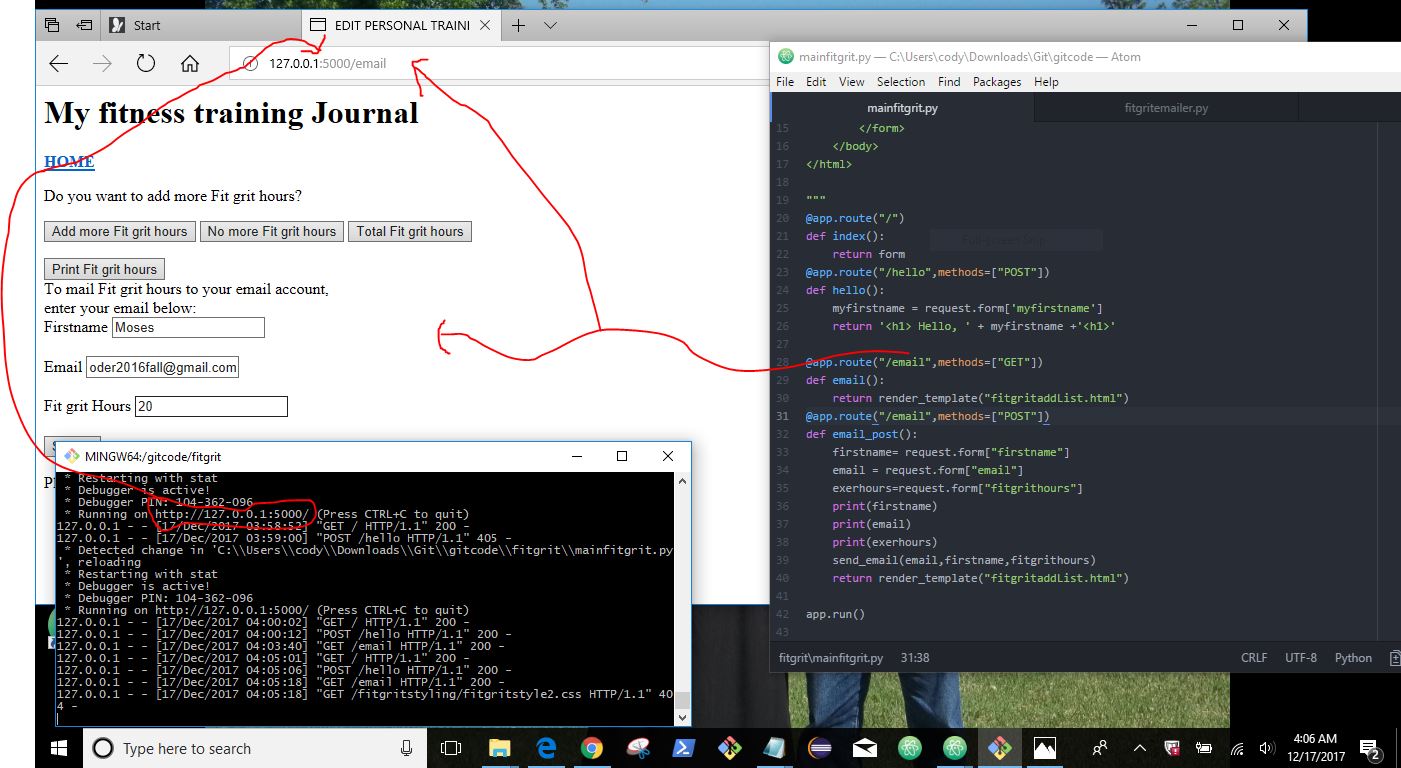 Start
EDIT PERSONAL TRAINI
127.0.0.1:5000/email
My fitness training Journal
HOME
Do you want to add more Fit grit hours?
Add more Fit grit hours No more Fit grit hours Total Fit grit hours
Print Fit grit hours
To mail Fit grit hours to your email account,
enter your email below:
Firstname Moses
Email oder2016fall@gmail.com
Fit grit Hours 20
mainfitgrit.py — C:\Users\cody\Downloads\Git\gitcode — Atom
File Edit View Selection Find Packages Help
mainfitgrit.py fitgritemailer.py
15 </form>
16 </body>
17 </html>
18
19 """
20 @app.route("/")
21 def index():
22 return form
23 @app.route("/hello",methods=["POST"])
24 def hello():
25 myfirstname = request.form['myfirstname']
26 return '<h1> Hello, ' + myfirstname +'<h1>'
27
28 @app.route("/email",methods=["GET"])
29 def email():
30 return render_template("fitgritaddList.html")
31 @app.route("/email",methods=["POST"])
32 def email_post():
33 firstname= request.form["firstname"]
34 email = request.form["email"]
35 exerhours=request.form["fitgrithours"]
36 print(firstname)
37 print(email)
38 print(exerhours)
39 send_email(email,firstname,fitgrithours)
40 return render_template("fitgritaddList.html")
41
42 app.run()
43
fitgrit\mainfitgrit.py 31:38 CRLF UTF-8 Python
MINGW64:/gitcode/fitgrit
* Restarting with stat
* Debugger is active!
* Debugger PIN: 104-362-096
* Running on http://127.0.0.1:5000/ (Press CTRL+C to quit)
127.0.0.1 - - [17/Dec/2017 03:58:52] "GET / HTTP/1.1" 200 -
127.0.0.1 - - [17/Dec/2017 03:59:00] "POST /hello HTTP/1.1" 405 -
* Detected change in 'C:\\Users\\cody\\Downloads\\Git\\gitcode\\fitgrit\\mainfitgrit.py
', reloading
* Restarting with stat
* Debugger is active!
* Debugger PIN: 104-362-096
* Running on http://127.0.0.1:5000/ (Press CTRL+C to quit)
127.0.0.1 - - [17/Dec/2017 04:00:02] "GET / HTTP/1.1" 200 -
127.0.0.1 - - [17/Dec/2017 04:00:12] "POST /hello HTTP/1.1" 200 -
127.0.0.1 - - [17/Dec/2017 04:03:40] "GET /email HTTP/1.1" 200 -
127.0.0.1 - - [17/Dec/2017 04:05:01] "GET / HTTP/1.1" 200 -
127.0.0.1 - - [17/Dec/2017 04:05:06] "POST /hello HTTP/1.1" 200 -
127.0.0.1 - - [17/Dec/2017 04:05:18] "GET /email HTTP/1.1" 200 -
127.0.0.1 - - [17/Dec/2017 04:05:18] "GET /fitgritstyling/fitgritstyle2.css HTTP/1.1" 40
4 -
Type here to search
4:06 AM
12/17/2017
2